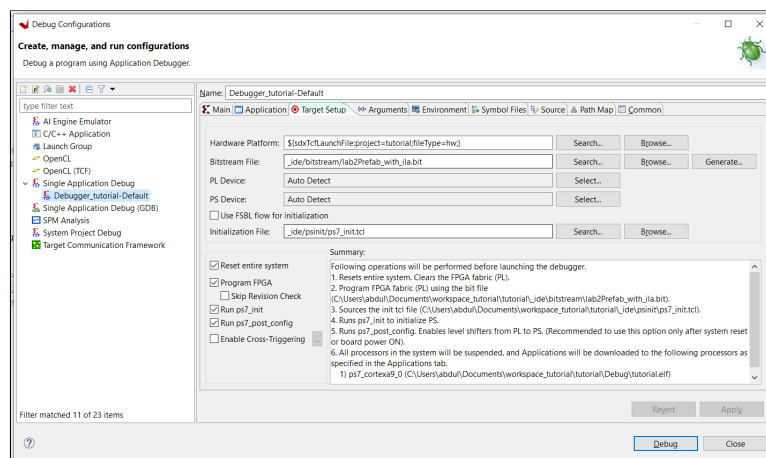 Debug Configurations
Create, manage, and run configurations
Debug a program using Application Debugger.
type filter text
AI Engine Emulator
C/C++ Application
Launch Group
OpenCL
OpenCL (TCF)
Single Application Debug
Debugger_tutorial-Default
Single Application Debug (GDB)
SPM Analysis
System Project Debug
Target Communication Framework
Filter matched 11 of 23 items
Name: Debugger_tutorial-Default
Main Application Target Setup Arguments Environment Symbol Files Source Path Map Common
Hardware Platform: ${sdxTcfLaunchFile:project=tutorial;fileType=hw;} Search... Browse...
Bitstream File: _ide/bitstream/lab2Prefab_with_ila.bit Search... Browse... Generate...
PL Device: Auto Detect Select...
PS Device: Auto Detect Select...
Use FSBL flow for initialization
Initialization File: _ide/psinit/ps7_init.tcl Search... Browse...
Reset entire system
Program FPGA
Skip Revision Check
Run ps7_init
Run ps7_post_config
Enable Cross-Triggering ...
Summary:
Following operations will be performed before launching the debugger.
1. Resets entire system. Clears the FPGA fabric (PL).
2. Program FPGA fabric (PL) using the bit file
(C:\Users\abdul\Documents\workspace_tutorial\tutorial\_ide\bitstream\lab2Prefab_with_ila.bit).
3. Sources the init tcl file (C:\Users\abdul\Documents\workspace_tutorial\tutorial\_ide\psinit\ps7_init.tcl).
4. Runs ps7_init to initialize PS.
5. Runs ps7_post_config. Enables level shifters from PL to PS. (Recommended to use this option only after system reset
or board power ON).
6. All processors in the system will be suspended, and Applications will be downloaded to the following processors as
specified in the Applications tab.
1) ps7_cortexa9_0 (C:\Users\abdul\Documents\workspace_tutorial\tutorial\Debug\tutorial.elf)
Revert Apply
Debug Close